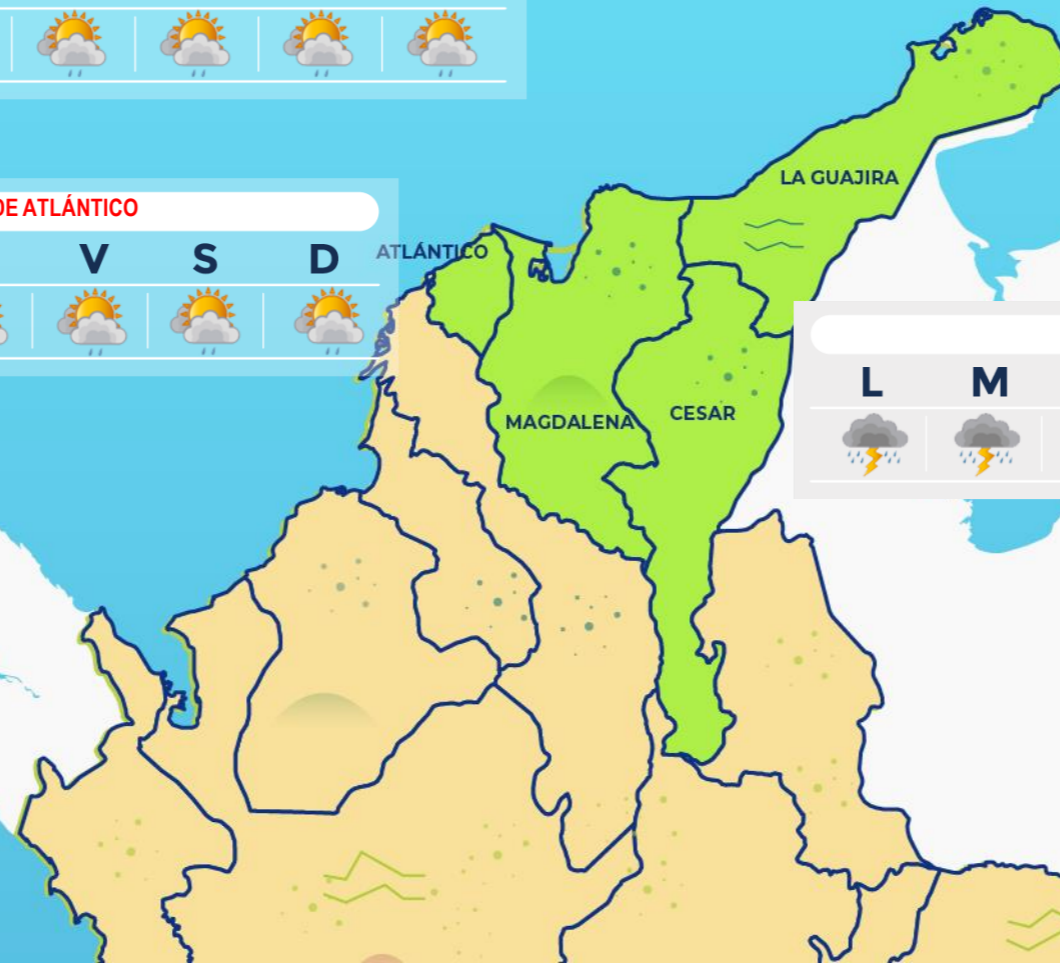 LA GUAJIRA
DE ATLÁNTICO
V S D
ATLÁNTICO
L M
MAGDALENA
CESAR